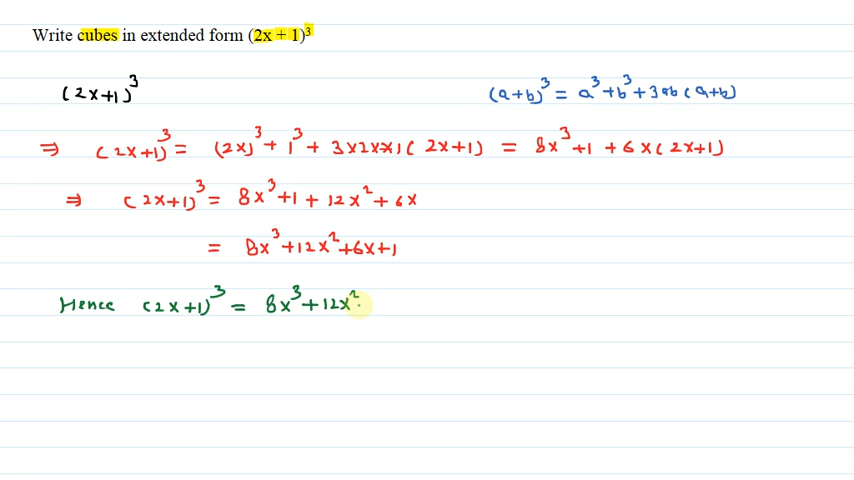 Write cubes in extended form (2x + 1)³
(2x+1)³
(a+b)³ = a³+b³+3ab(a+b)
⇒ (2x+1)³ = (2x)³ + 1³ + 3×2x×1(2x+1) = 8x³+1+6x(2x+1)
⇒ (2x+1)³ = 8x³+1+12x²+6x
= 8x³+12x²+6x+1
Hence (2x+1)³ = 8x³+12x²